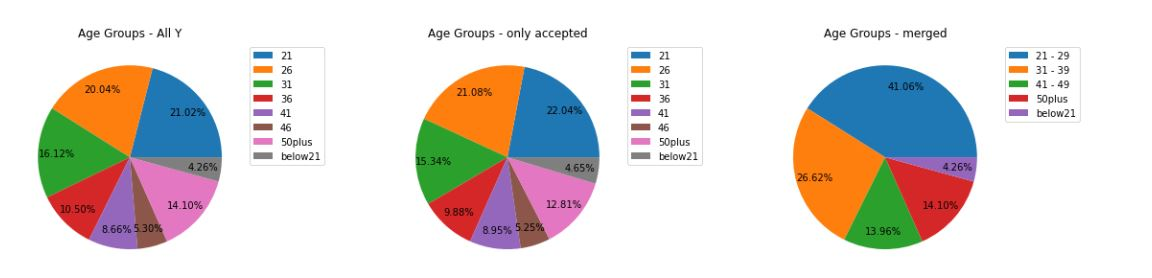 Age Groups - All Y
21
26
31
36
41
46
50plus
below21
20.04%
21.02%
16.12%
4.26%
10.50%
14.10%
8.66%
5.30%
Age Groups - only accepted
21
26
31
36
41
46
50plus
below21
21.08%
22.04%
15.34%
4.65%
9.88%
12.81%
8.95%
5.25%
Age Groups - merged
21 - 29
31 - 39
41 - 49
50plus
below21
41.06%
26.62%
4.26%
14.10%
13.96%